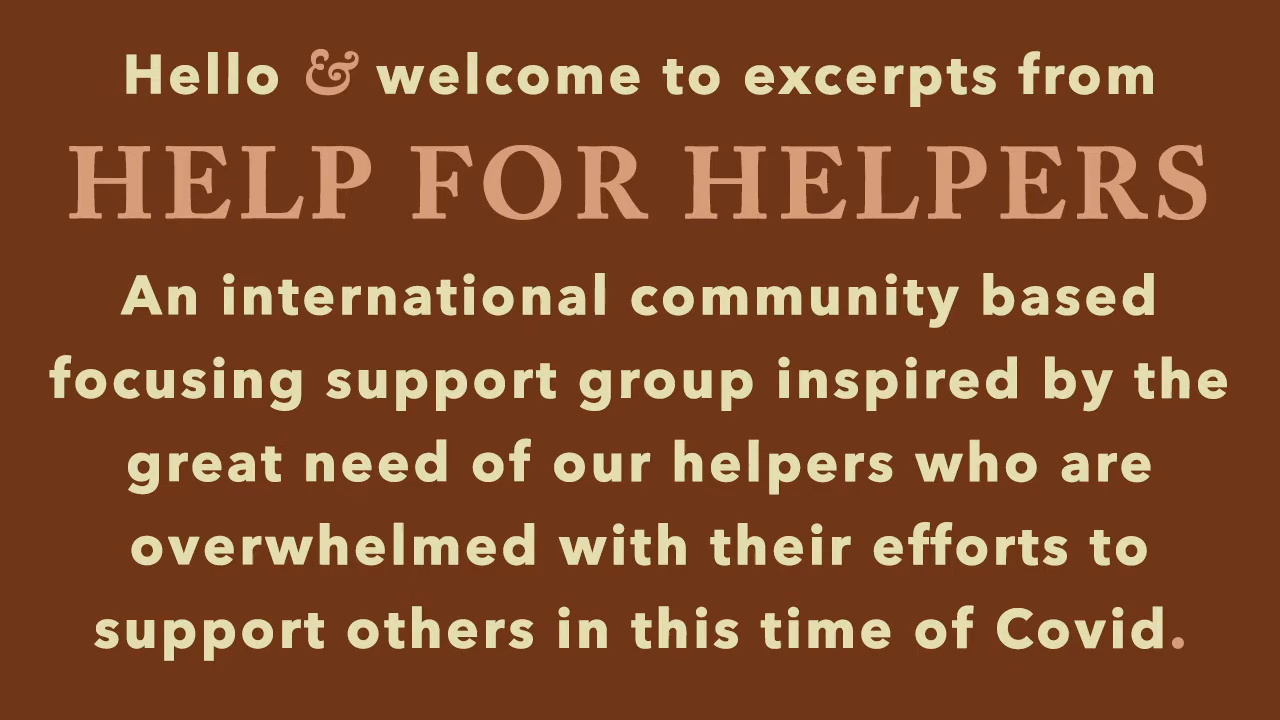 Hello & welcome to excerpts from
HELP FOR HELPERS
An international community based
focusing support group inspired by the
great need of our helpers who are
overwhelmed with their efforts to
support others in this time of Covid.